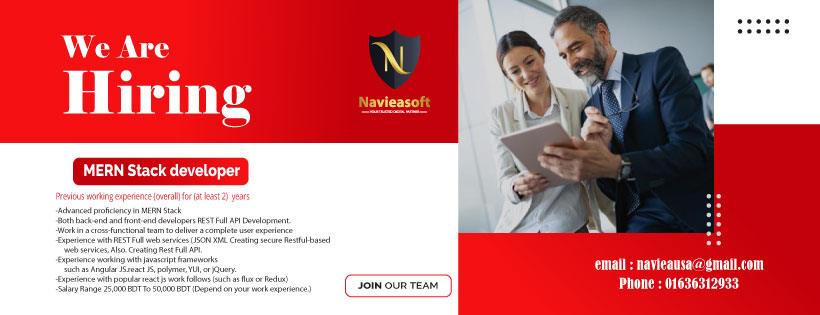 We Are
Hiring
N
Navieasoft
YOUR TRUSTED DIGITAL PARTNER
MERN Stack developer
Previous working experience (overall) for (at least 2) years
-Advanced proficiency in MERN Stack
-Both back-end and front-end developers REST Full API Development.
-Work in a cross-functional team to deliver a complete user experience
-Experience with REST Full web services (JSON XML Creating secure Restful-based
web services, Also. Creating Rest Full API.
-Experience working with javascript frameworks
such as Angular JS.react JS, polymer, YUI, or jQuery.
-Experience with popular react js work follows (such as flux or Redux)
-Salary Range 25,000 BDT To 50,000 BDT (Depend on your work experience.)
JOIN OUR TEAM
email : navieausa@gmail.com
Phone : 01636312933